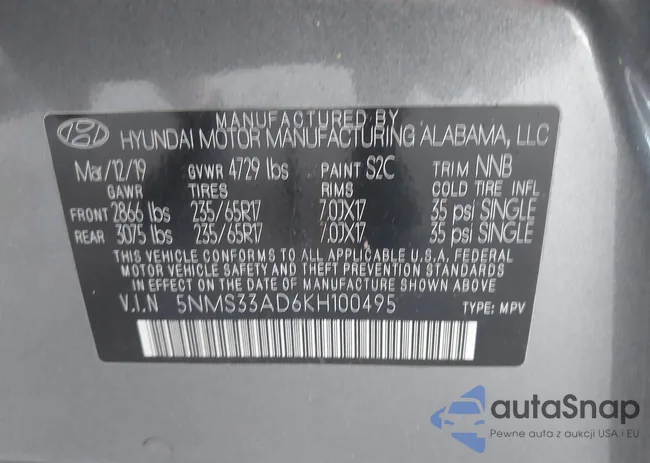 MANUFACTURED BY
HYUNDAI MOTOR MANUFACTURING ALABAMA, LLC
Mar/12/19 GVWR 4729 lbs PAINT S2C TRIM NNB
GAWR TIRES RIMS COLD TIRE INFL
FRONT 2866 lbs 235/65R17 7.0JX17 35 psi SINGLE
REAR 3075 lbs 235/65R17 7.0JX17 35 psi SINGLE
THIS VEHICLE CONFORMS TO ALL APPLICABLE U.S.A. FEDERAL
MOTOR VEHICLE SAFETY AND THEFT PREVENTION STANDARDS
IN EFFECT ON THE DATE OF MANUFACTURE SHOWN ABOVE
V.I.N 5NMS33AD6KH100495 TYPE: MPV
autoSnap
Pewne auta z aukcji USA i EU